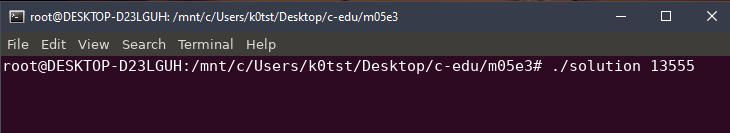 root@DESKTOP-D23LGUH: /mnt/c/Users/k0tst/Desktop/c-edu/m05e3
File Edit View Search Terminal Help
root@DESKTOP-D23LGUH:/mnt/c/Users/k0tst/Desktop/c-edu/m05e3# ./solution 13555